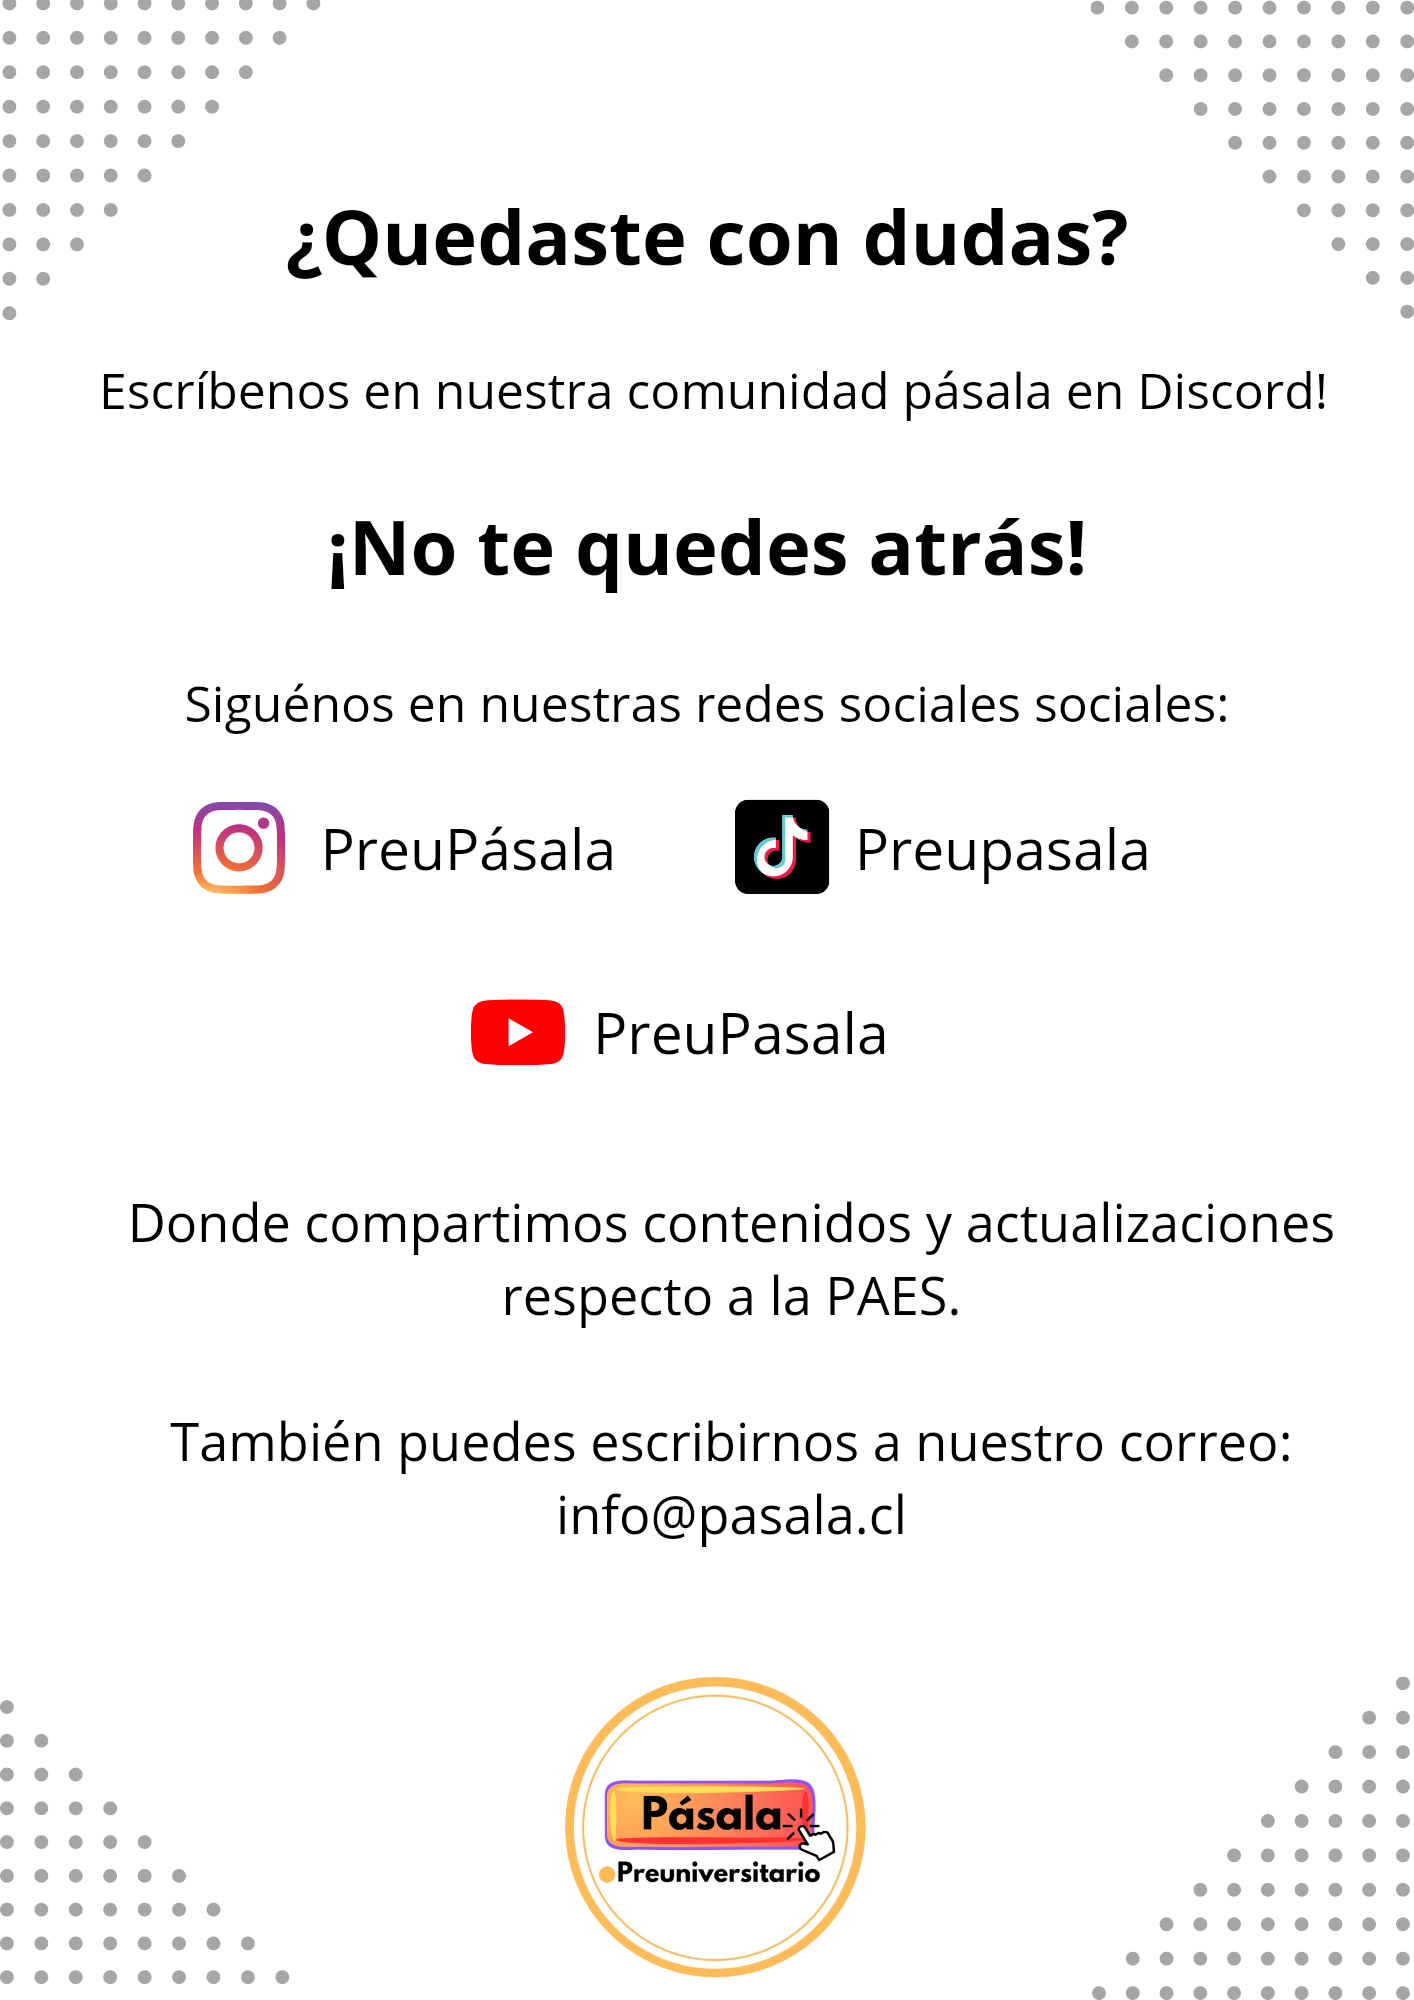 ¿Quedaste con dudas?
Escríbenos en nuestra comunidad pásala en Discord!
¡No te quedes atrás!
Siguénos en nuestras redes sociales sociales:
PreuPásala
Preupasala
PreuPasala
Donde compartimos contenidos y actualizaciones
respecto a la PAES.
También puedes escribirnos a nuestro correo:
info@pasala.cl
Pásala
Preuniversitario